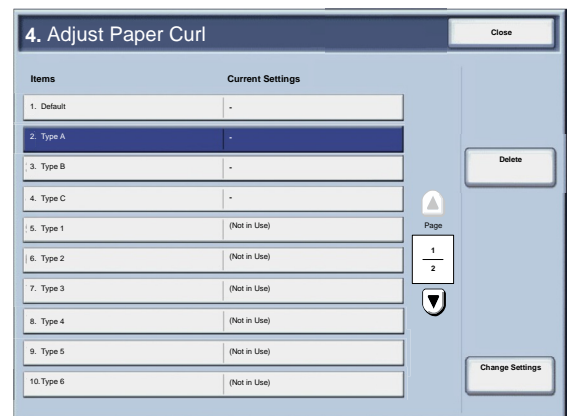 4. Adjust Paper Curl
Close
Items Current Settings
1. Default -
2. Type A -
3. Type B -
4. Type C -
5. Type 1 (Not in Use)
6. Type 2 (Not in Use)
7. Type 3 (Not in Use)
8. Type 4 (Not in Use)
9. Type 5 (Not in Use)
10. Type 6 (Not in Use)
Page
1
2
Delete
Change Settings